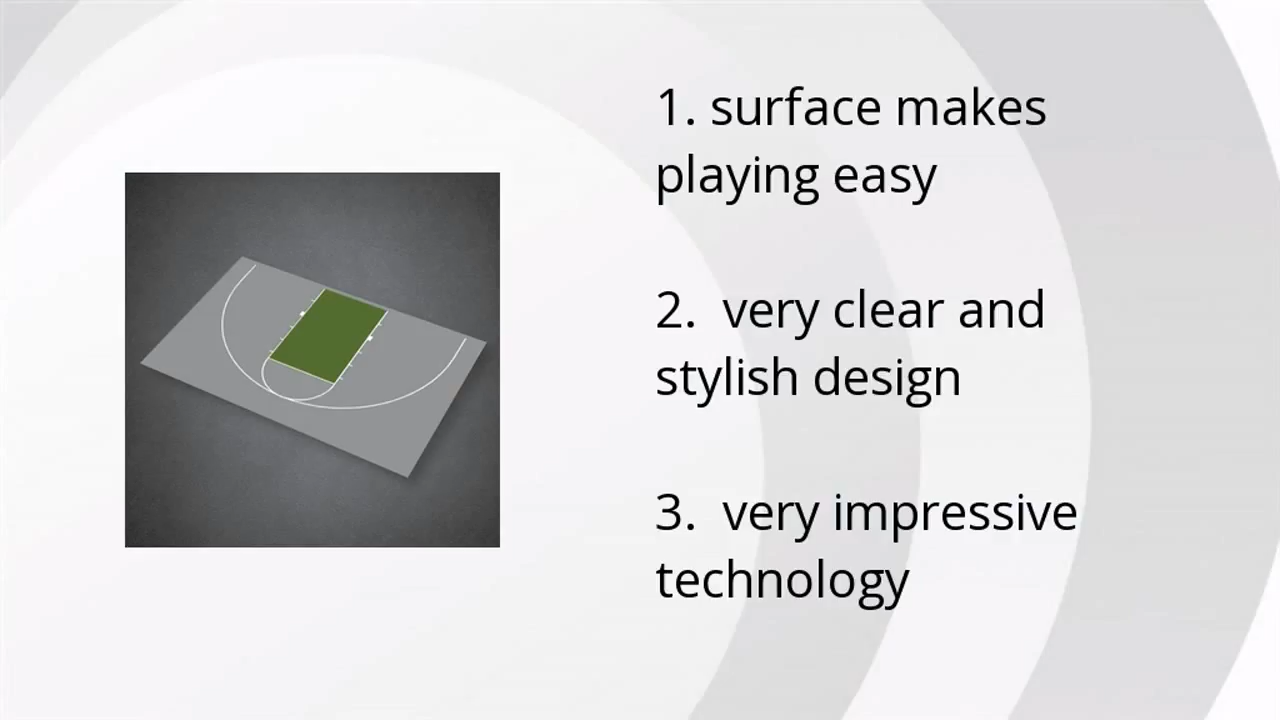 1. surface makes
playing easy
2.  very clear and
stylish design
3.  very impressive
technology